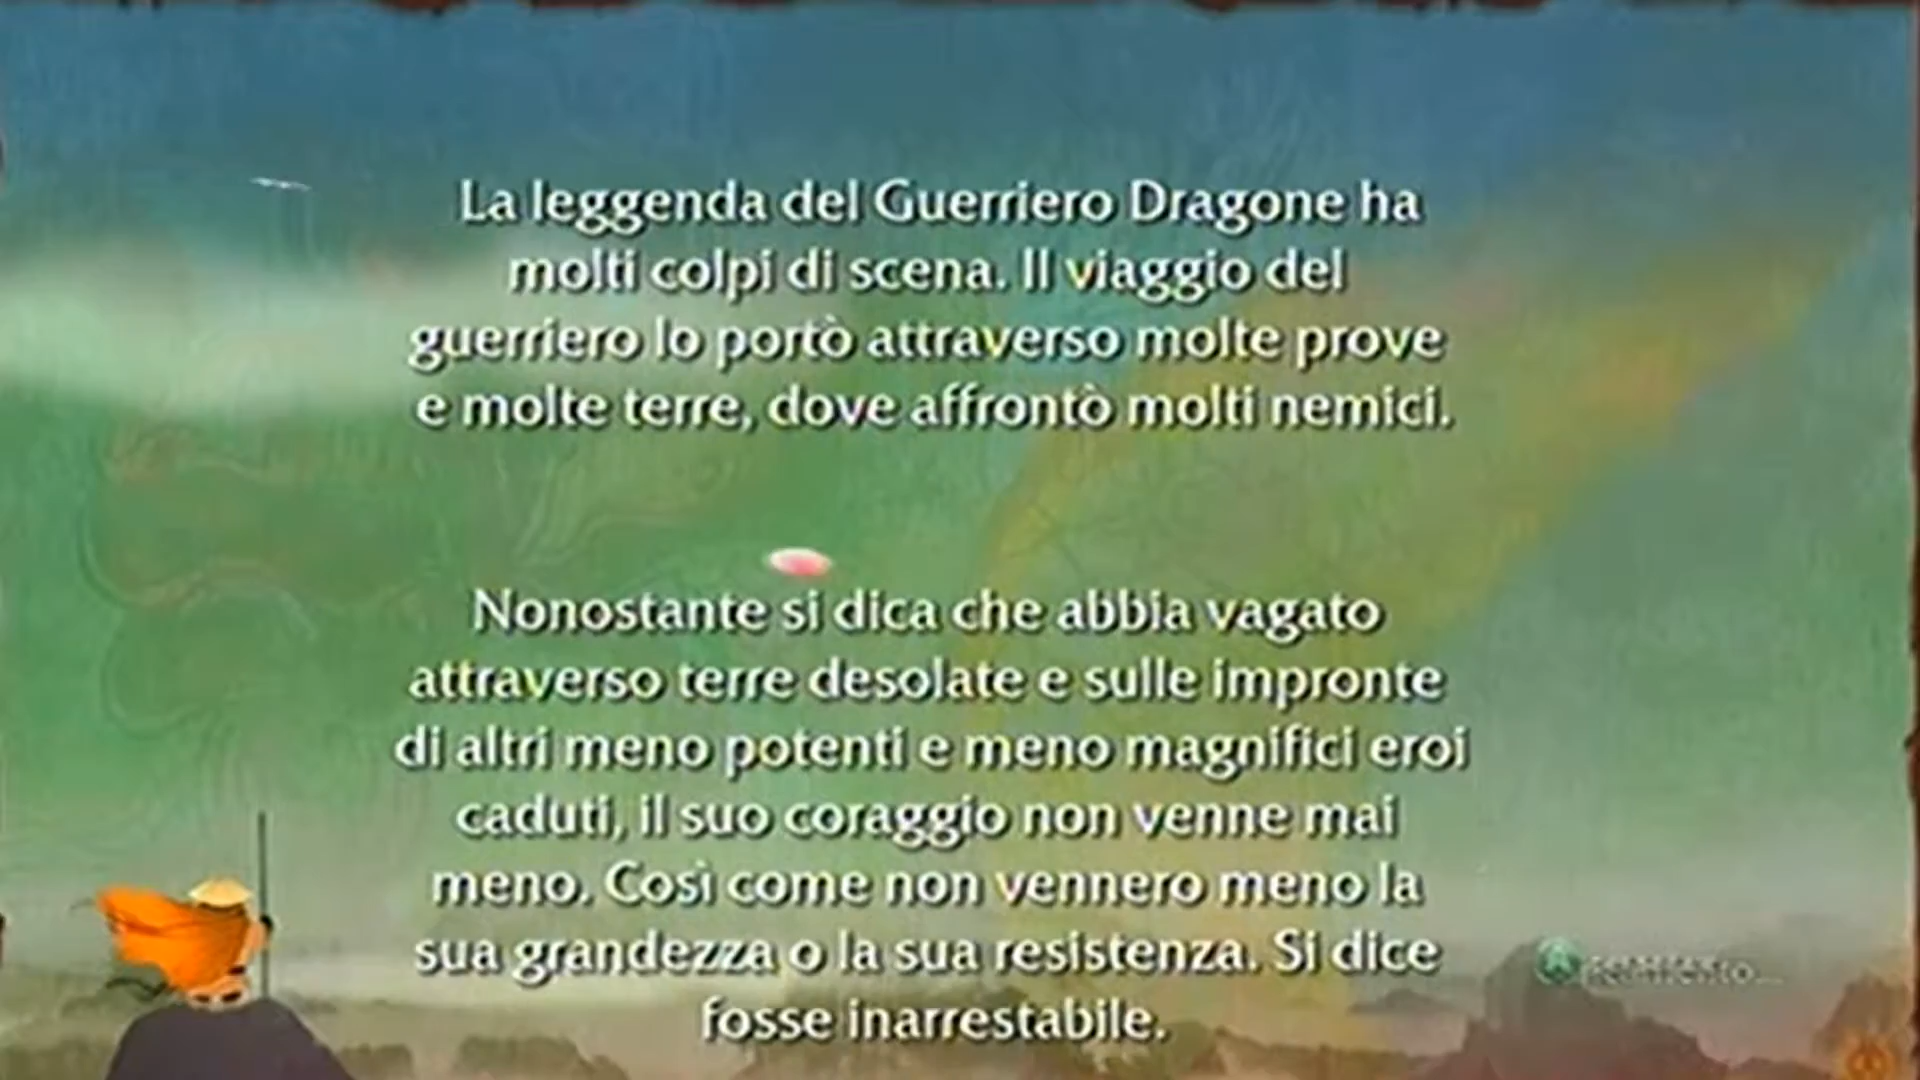 La leggenda del Guerriero Dragone ha
molti colpi di scena. Il viaggio del
guerriero lo portò attraverso molte prove
e molte terre, dove affrontò molti nemici.
Nonostante si dica che abbia vagato
attraverso terre desolate e sulle impronte
di altri meno potenti e meno magnifici eroi
caduti, il suo coraggio non venne mai
meno. Così come non vennero meno la
sua grandezza o la sua resistenza. Si dice
fosse inarrestabile.